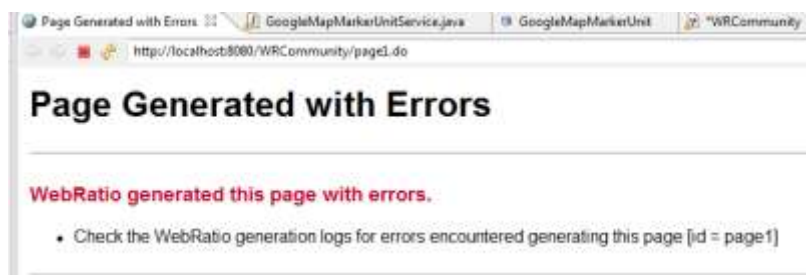 Page Generated with Errors GoogleMapMarkerUnitService.java GoogleMapMarkerUnit *WRCommunity
http://localhost:8080/WRCommunity/page1.do
Page Generated with Errors
WebRatio generated this page with errors.
• Check the WebRatio generation logs for errors encountered generating this page [id = page1]